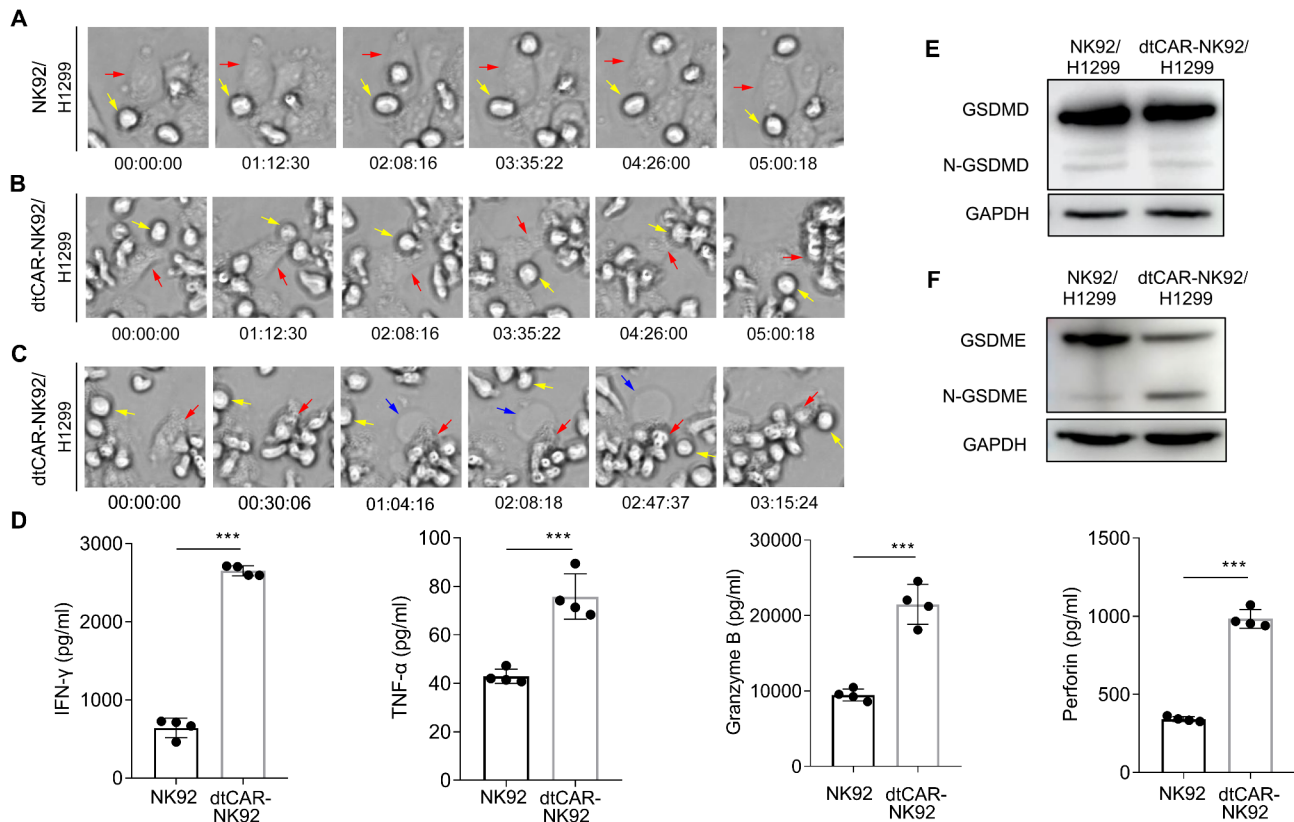 A
NK92/
H1299
00:00:00
01:12:30
02:08:16
03:35:22
04:26:00
05:00:18
B
dtCAR-NK92/
H1299
00:00:00
01:12:30
02:08:16
03:35:22
04:26:00
05:00:18
C
dtCAR-NK92/
H1299
00:00:00
00:30:06
01:04:16
02:08:18
02:47:37
03:15:24
D
IFN-γ (pg/ml)
3000
2000
1000
0
***
NK92
dtCAR-
NK92
TNF-α (pg/ml)
100
80
60
40
20
0
***
NK92
dtCAR-
NK92
Granzyme B (pg/ml)
30000
20000
10000
0
***
NK92
dtCAR-
NK92
Perforin (pg/ml)
1500
1000
500
0
***
NK92
dtCAR-
NK92
E
NK92/
H1299
dtCAR-NK92/
H1299
GSDMD
N-GSDMD
GAPDH
F
NK92/
H1299
dtCAR-NK92/
H1299
GSDME
N-GSDME
GAPDH